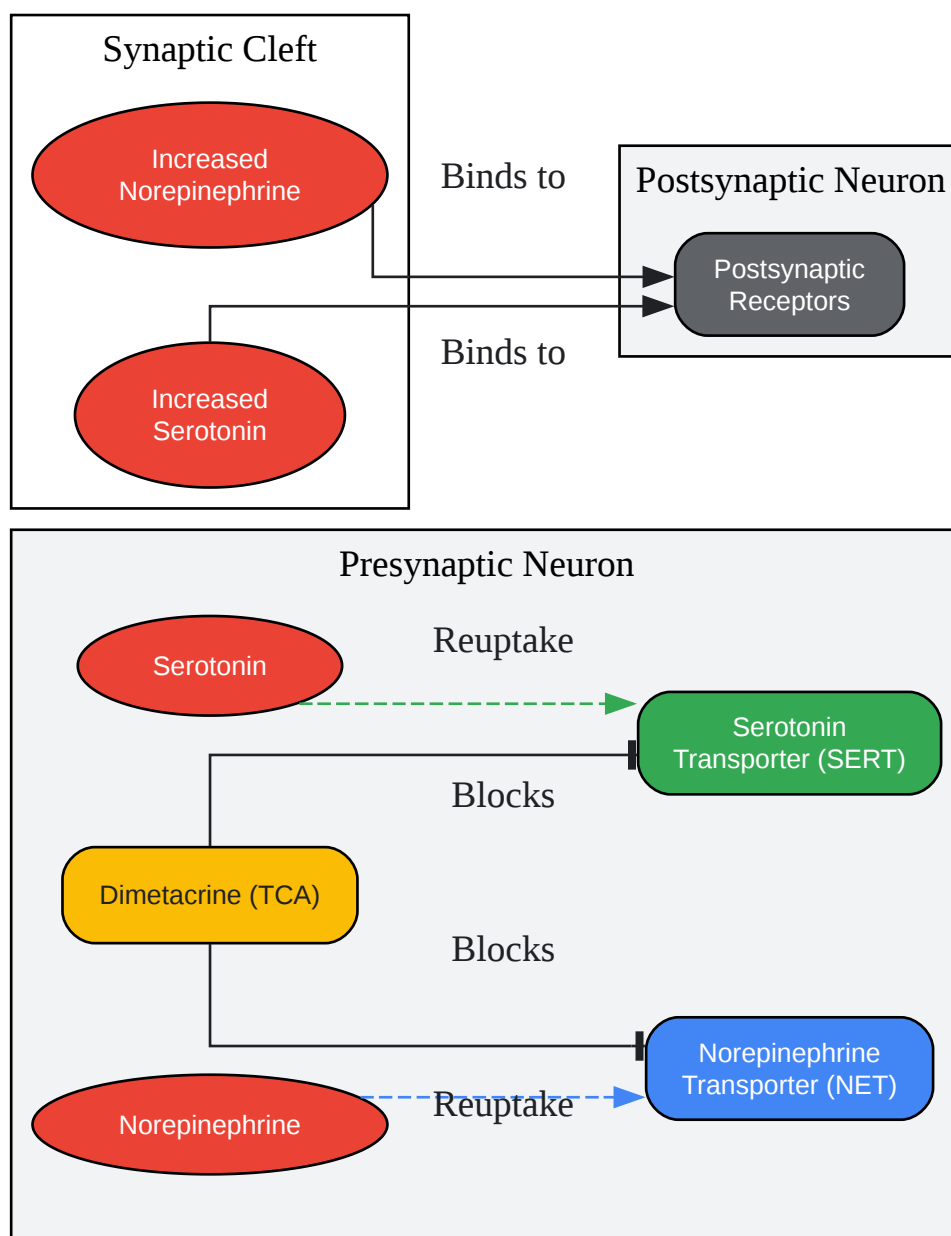 Synaptic Cleft
Increased
Norepinephrine
Binds to
Postsynaptic Neuron
Postsynaptic
Receptors
Binds to
Increased
Serotonin
Presynaptic Neuron
Serotonin
Reuptake
Serotonin
Transporter (SERT)
Blocks
Dimetacrine (TCA)
Blocks
Norepinephrine
Transporter (NET)
Reuptake
Norepinephrine